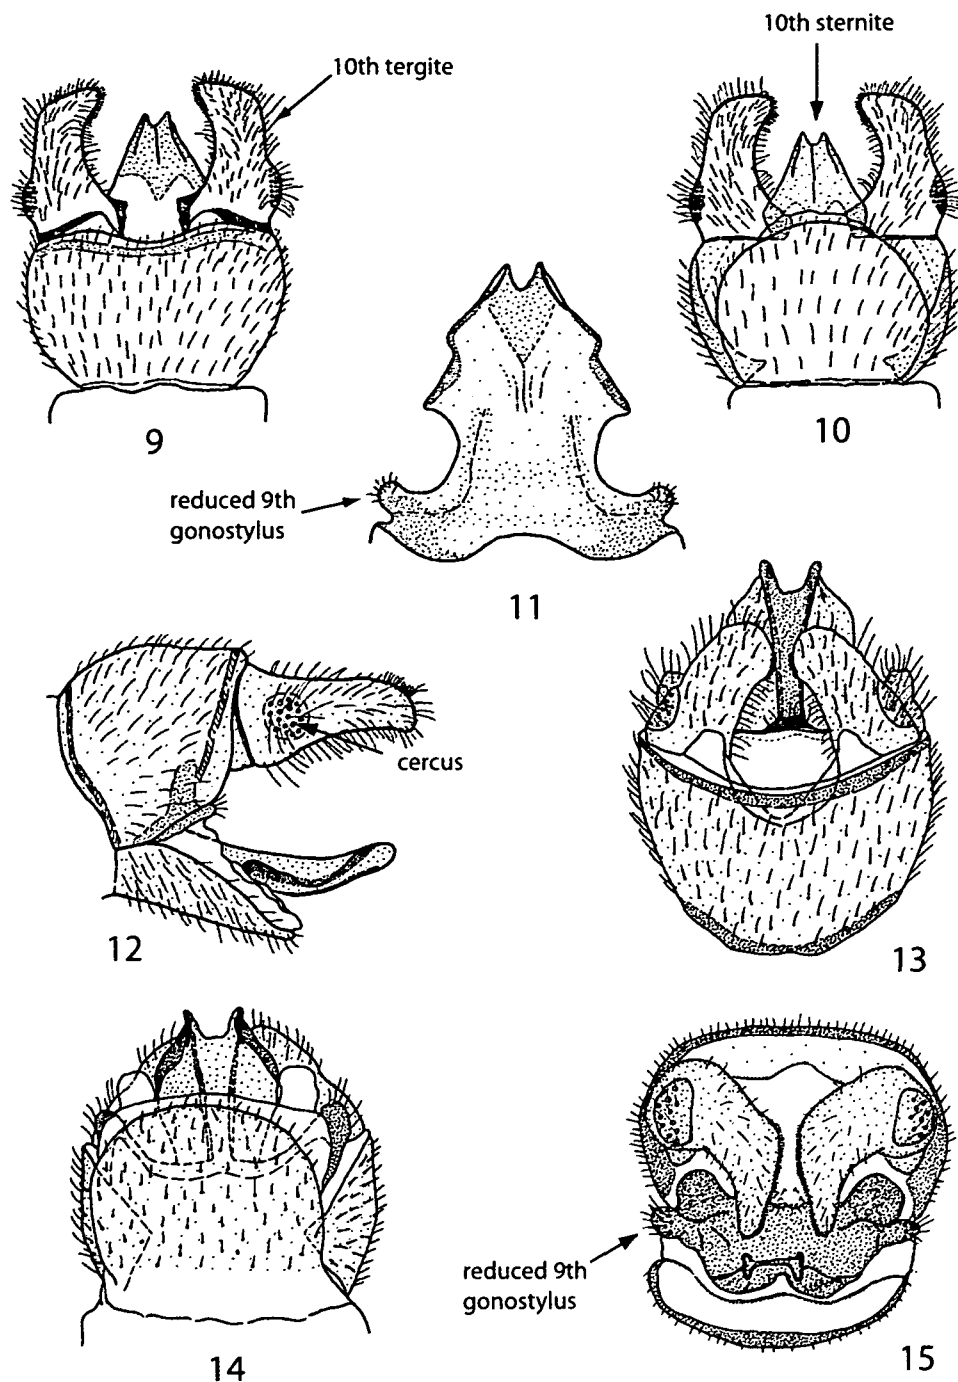 10th sternite
10th tergite
9
10
reduced 9th
gonostylus
11
cercus
12
13
reduced 9th
gonostylus
14
15